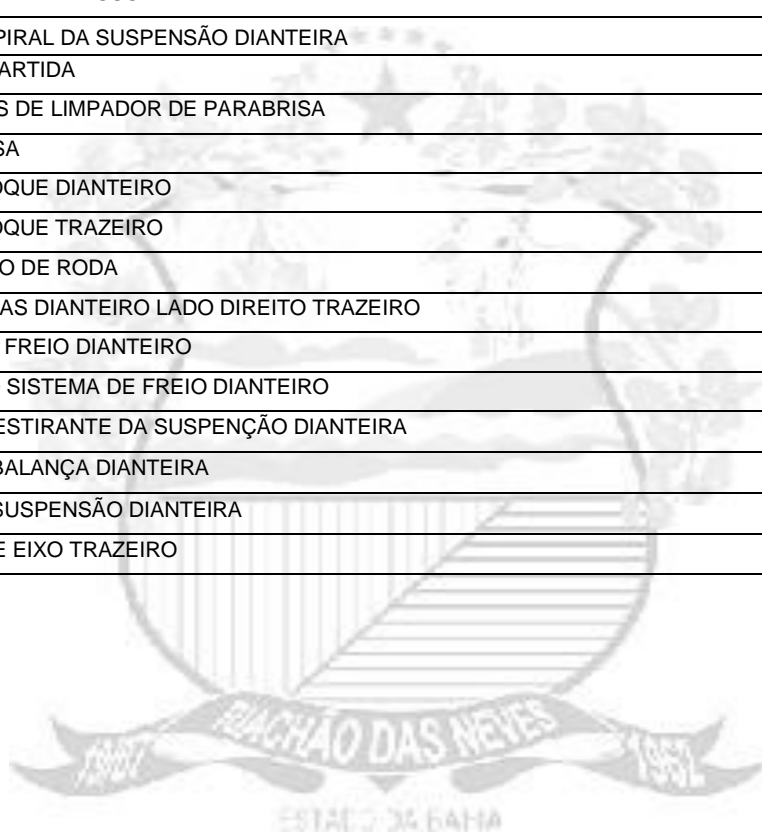 PIRAL DA SUSPENSÃO DIANTEIRA
ARTIDA
S DE LIMPADOR DE PARABRISA
SA
OQUE DIANTEIRO
OQUE TRAZEIRO
O DE RODA
AS DIANTEIRO LADO DIREITO TRAZEIRO
FREIO DIANTEIRO
SISTEMA DE FREIO DIANTEIRO
ESTIRANTE DA SUSPENÇÃO DIANTEIRA
BALANÇA DIANTEIRA
SUSPENSÃO DIANTEIRA
E EIXO TRAZEIRO
RIACHÃO DAS NEVES
1962
ESTADO DA BAHIA